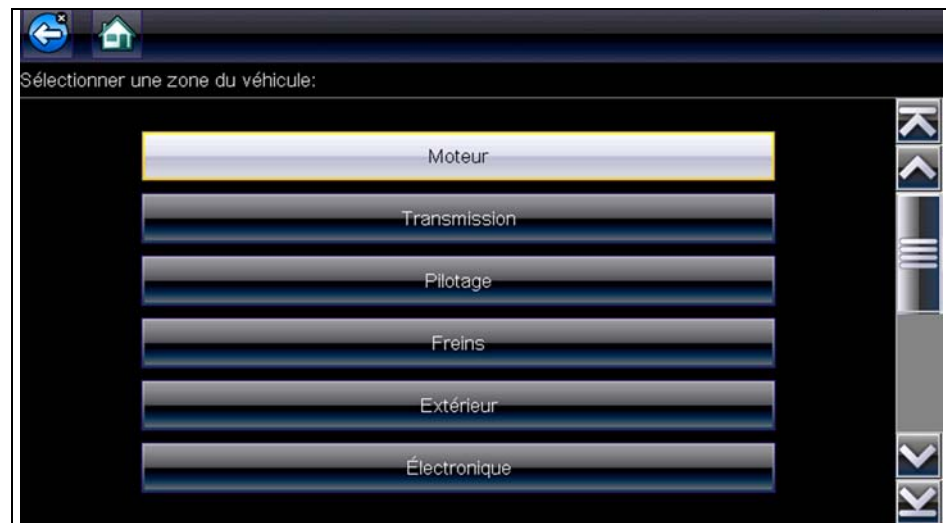 Sélectionner une zone du véhicule:
Moteur
Transmission
Pilotage
Freins
Extérieur
Électronique